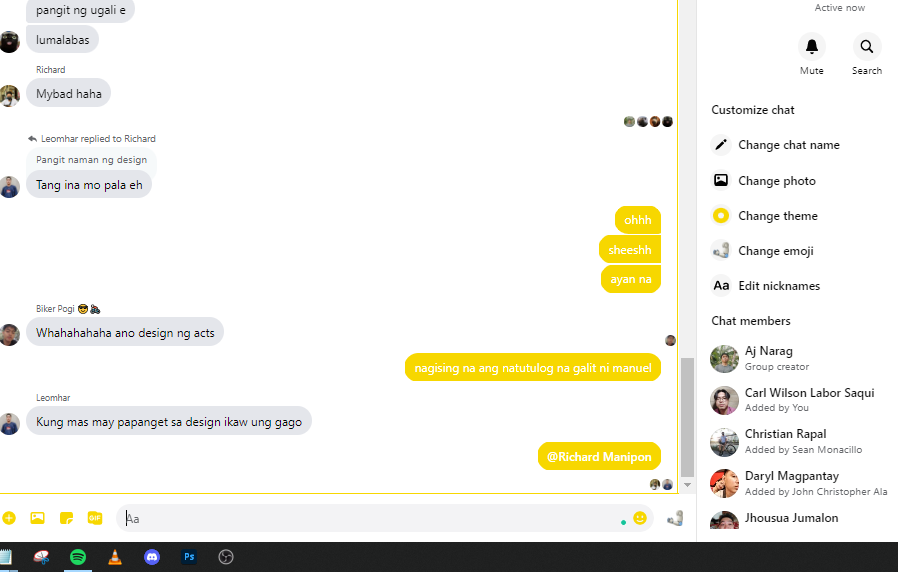 Active now
pangit ng ugali e
lumalabas
Mute
Search
Richard
Mybad haha
Customize chat
Change chat name
Change photo
Change theme
Change emoji
Aa Edit nicknames
Leomhar replied to Richard
Pangit naman ng design
Tang ina mo pala eh
ohhh
sheeshh
ayan na
Biker Pogi
Whahahahaha ano design ng acts
nagising na ang natutulog na galit ni manuel
Leomhar
Kung mas may papanget sa design ikaw ung gago
@Richard Manipon
Chat members
Aj Narag
Group creator
Carl Wilson Labor Saqui
Added by You
Christian Rapal
Added by Sean Monacillo
Daryl Magpantay
Added by John Christopher Ala
Jhousua Jumalon
GIF
Aa
Ps